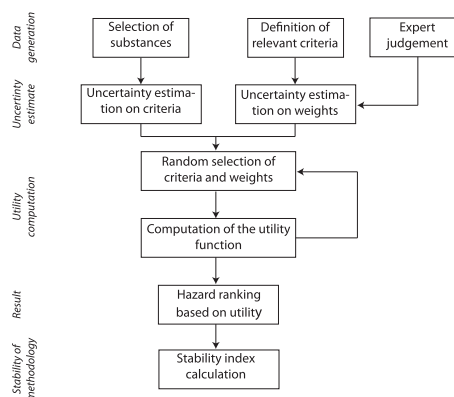 Data
generation
Selection of
substances
Definition of
relevant criteria
Expert
judgement
Uncertinty
estimate
Uncertainty estima-
tion on criteria
Uncertainty estima-
tion on weights
Utility
computation
Random selection of
criteria and weights
Computation of the utility
function
Result
Hazard ranking
based on utility
Stability of
methodology
Stability index
calculation